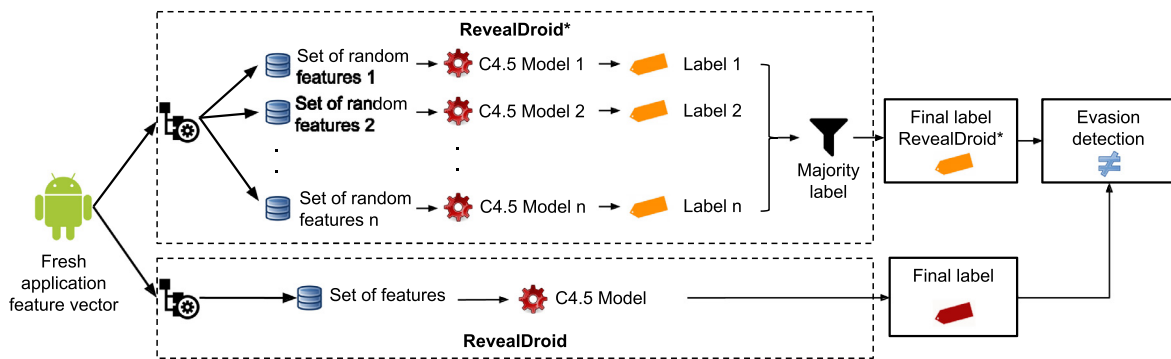 RevealDroid*
Set of random
features 1
C4.5 Model 1
Label 1
Set of random
features 2
C4.5 Model 2
Label 2
Set of random
features n
C4.5 Model n
Label n
Majority
label
Final label
RevealDroid*
Evasion
detection
Fresh
application
feature vector
Set of features
C4.5 Model
Final label
RevealDroid